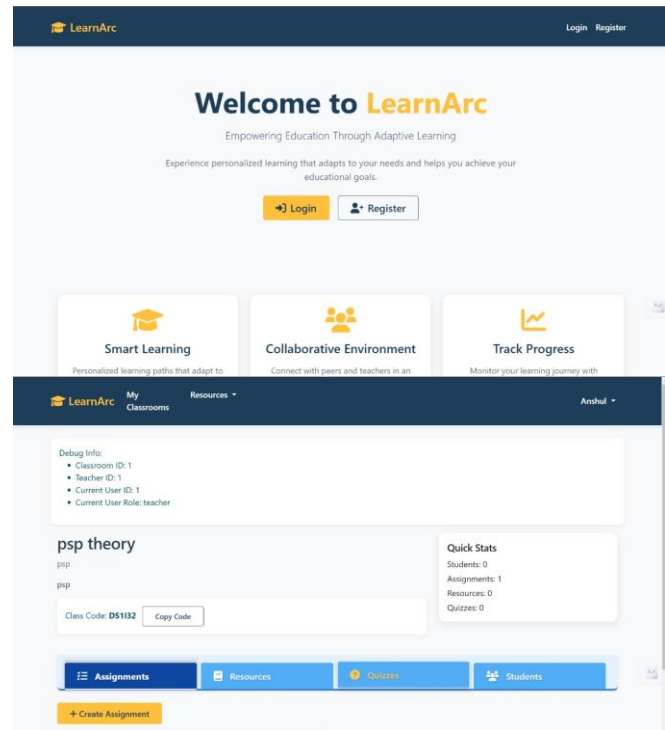 LearnArc
Login Register
Welcome to LearnArc
Empowering Education Through Adaptive Learning
Experience personalized learning that adapts to your needs and helps you achieve your
educational goals.
Login
Register
Smart Learning
Personalized learning paths that adapt to
Collaborative Environment
Connect with peers and teachers in an
Track Progress
Monitor your learning journey with
LearnArc
My
Classrooms
Resources
Anshul
Debug Info:
• Classroom ID: 1
• Teacher ID: 1
• Current User ID: 1
• Current User Role: teacher
psp theory
psp
psp
Class Code: DS1I32
Copy Code
Quick Stats
Students: 0
Assignments: 1
Resources: 0
Quizzes: 0
Assignments
Resources
Quizzes
Students
+ Create Assignment